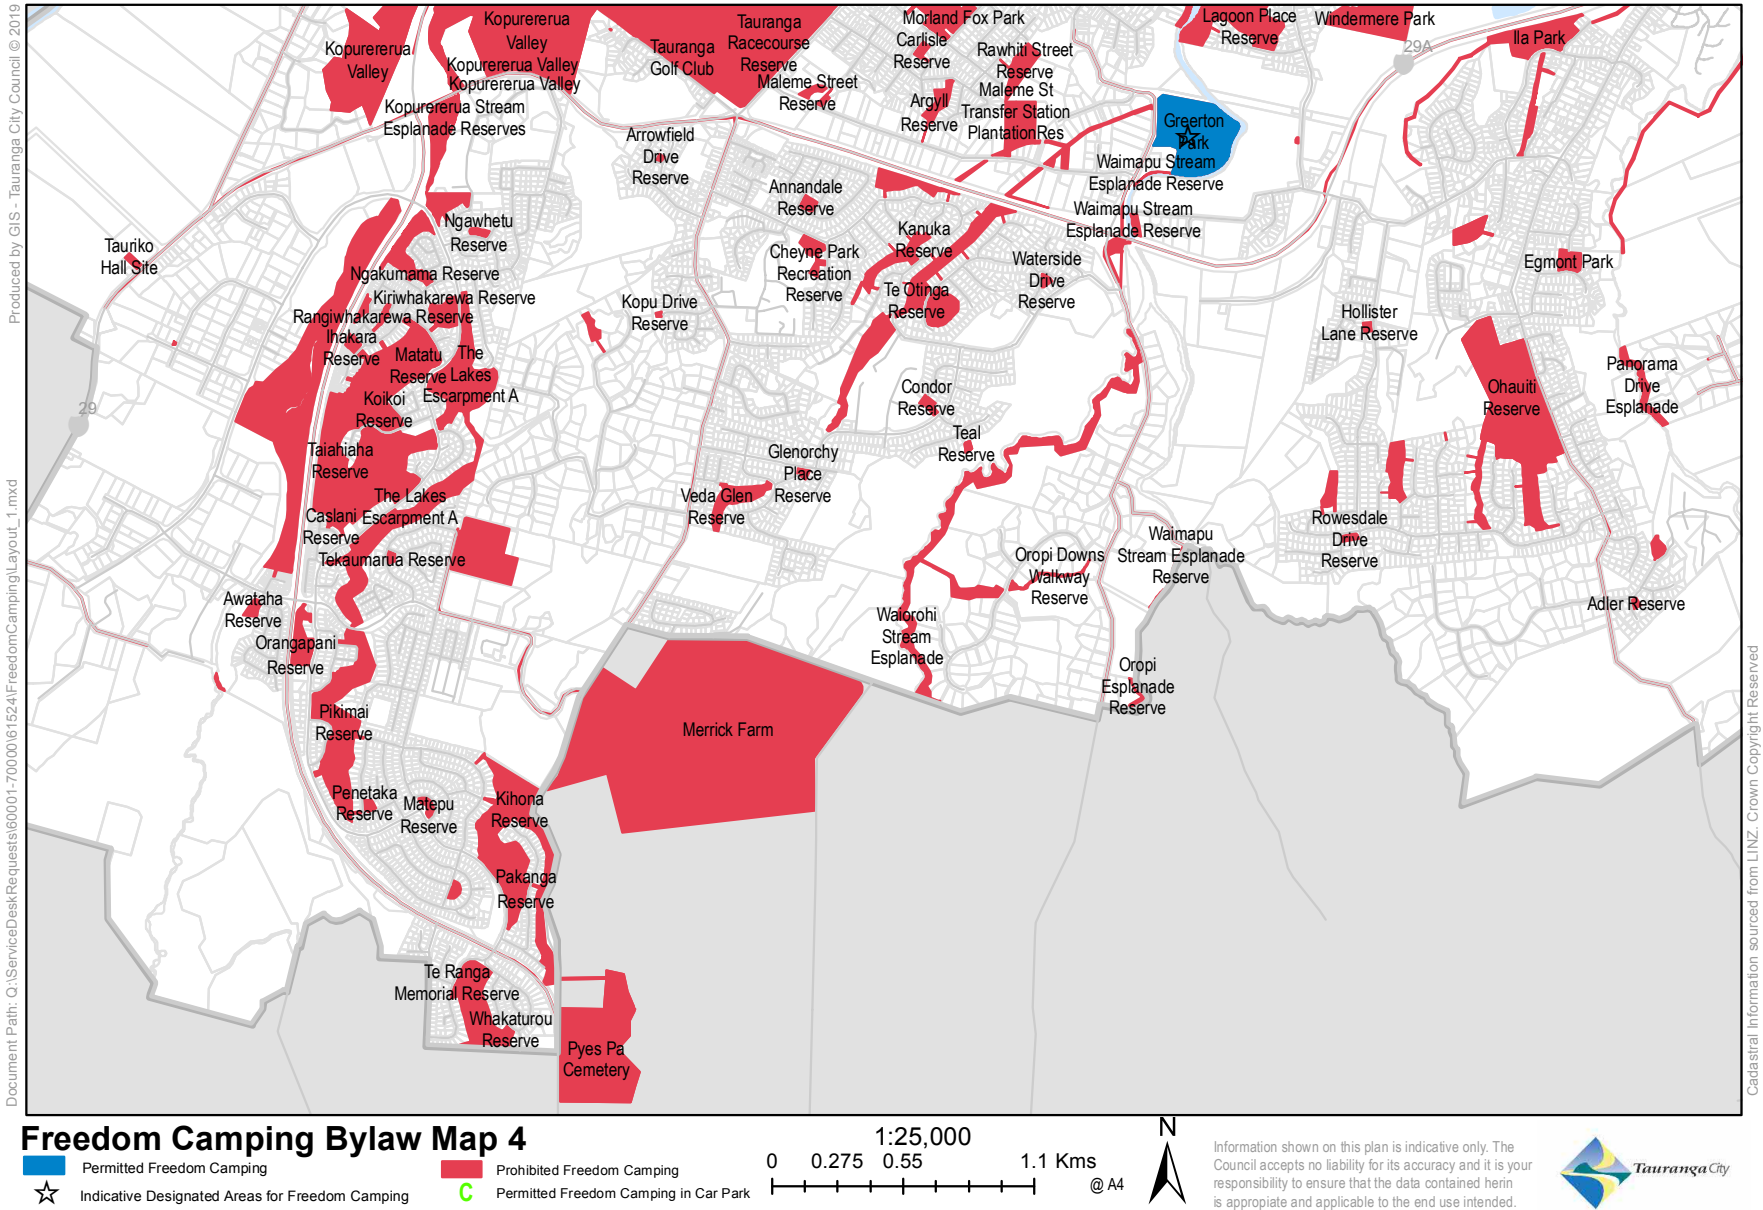 Produced by GIS - Tauranga City Council © 2019
Document Path: Q:\ServiceDeskRequests\60001-70000\61524\FreedomCamping\Layout_1.mxd
Cadastral Information sourced from LINZ. Crown Copyright Reserved
Kopurererua
Valley
Kopurererua
Valley
Kopurererua Valley
Kopurererua Valley
Kopurererua Stream
Esplanade Reserves
Tauranga
Golf Club
Tauranga
Racecourse
Reserve
Maleme Street
Reserve
Morland Fox Park
Carlisle
Reserve
Rawhiti Street
Reserve
Maleme St
Transfer Station
PlantationRes
Argyll
Reserve
Lagoon Place
Reserve
Windermere Park
29A
Ila Park
Greerton
Park
Waimapu Stream
Esplanade Reserve
Waimapu Stream
Esplanade Reserve
Arrowfield
Drive
Reserve
Annandale
Reserve
Kanuka
Reserve
Cheyne Park
Recreation
Reserve
Te Otinga
Reserve
Waterside
Drive
Reserve
Egmont Park
Tauriko
Hall Site
Ngawhetu
Reserve
Ngakumama Reserve
Kiriwhakarewa Reserve
Rangiwhakarewa Reserve
Ihakara
Reserve
Matatu
Reserve
The
Lakes
Escarpment A
Koikoi
Reserve
Kopu Drive
Reserve
Hollister
Lane Reserve
Panorama
Drive
Esplanade
Ohauiti
Reserve
29
Condor
Reserve
Teal
Reserve
Taiahiaha
Reserve
Glenorchy
Place
Reserve
Veda Glen
Reserve
The Lakes
Escarpment A
Caslani
Reserve
Tekaumarua Reserve
Rowesdale
Drive
Reserve
Waimapu
Stream Esplanade
Reserve
Oropi Downs
Walkway
Reserve
Awataha
Reserve
Orangapani
Reserve
Waiorohi
Stream
Esplanade
Adler Reserve
Oropi
Esplanade
Reserve
Pikimai
Reserve
Merrick Farm
Penetaka
Reserve
Matepu
Reserve
Kihona
Reserve
Pakanga
Reserve
Te Ranga
Memorial Reserve
Whakaturou
Reserve
Pyes Pa
Cemetery
Freedom Camping Bylaw Map 4
Permitted Freedom Camping
Indicative Designated Areas for Freedom Camping
Prohibited Freedom Camping
C Permitted Freedom Camping in Car Park
1:25,000
0 0.275 0.55 1.1 Kms
@ A4
N
Information shown on this plan is indicative only. The
Council accepts no liability for its accuracy and it is your
responsibility to ensure that the data contained herin
is appropiate and applicable to the end use intended.
Tauranga City